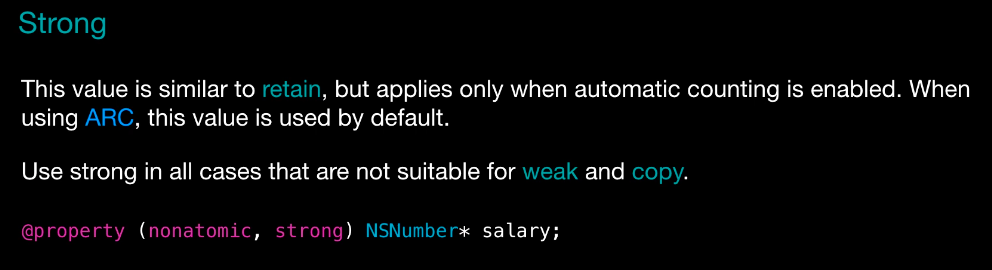 Strong
This value is similar to retain, but applies only when automatic counting is enabled. When
using ARC, this value is used by default.
Use strong in all cases that are not suitable for weak and copy.
@property (nonatomic, strong) NSNumber* salary;